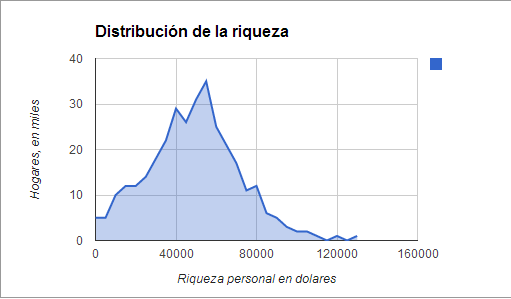 Distribución de la riqueza
40
30
20
10
0
Hogares, en miles
0 40000 80000 120000 160000
Riqueza personal en dolares